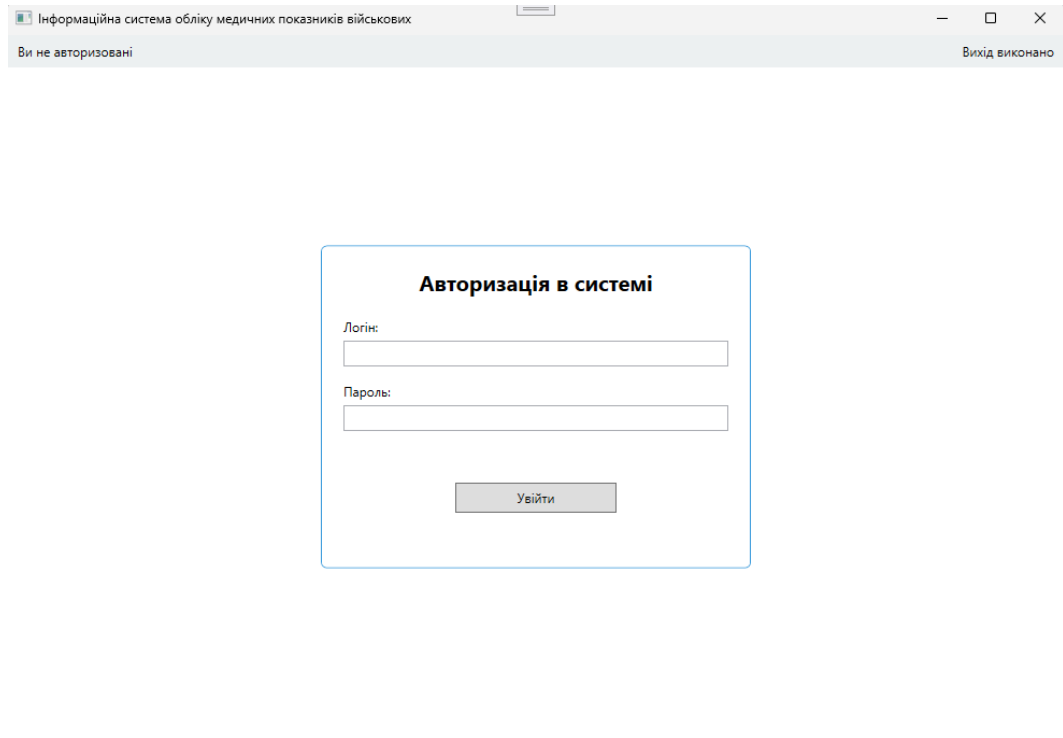 Інформаційна система обліку медичних показників військових
Ви не авторизовані
Вихід виконано
Авторизація в системі
Логін:
Пароль:
Увійти